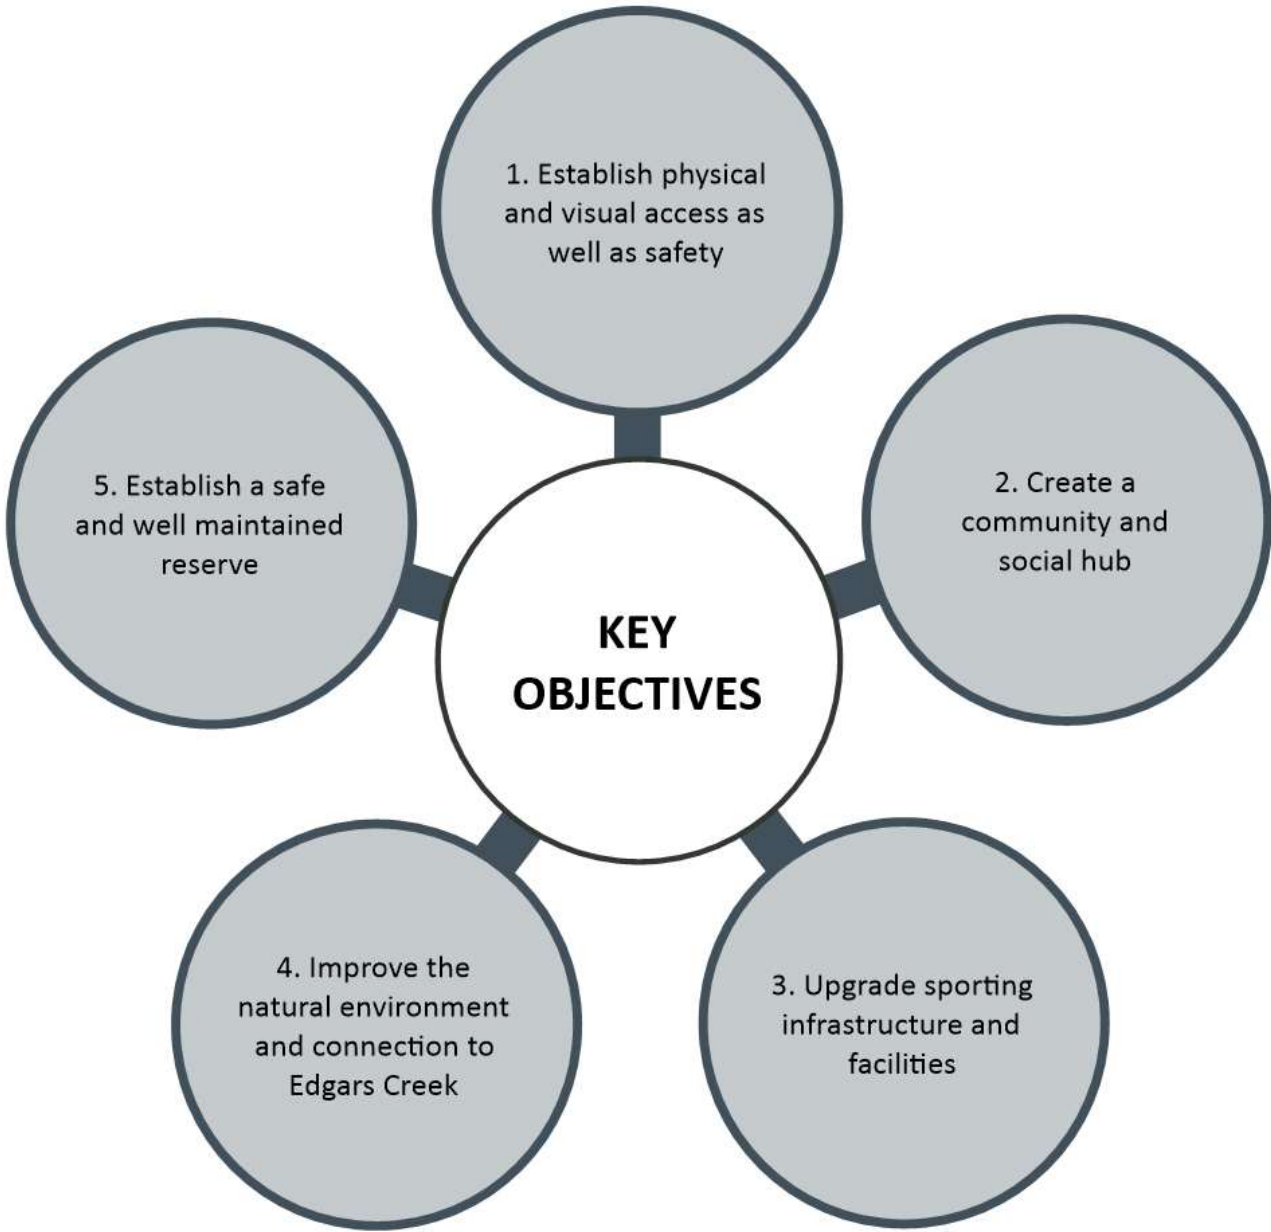 1. Establish physical
and visual access as
well as safety
2. Create a
community and
social hub
3. Upgrade sporting
infrastructure and
facilities
4. Improve the
natural environment
and connection to
Edgars Creek
5. Establish a safe
and well maintained
reserve
KEY
OBJECTIVES